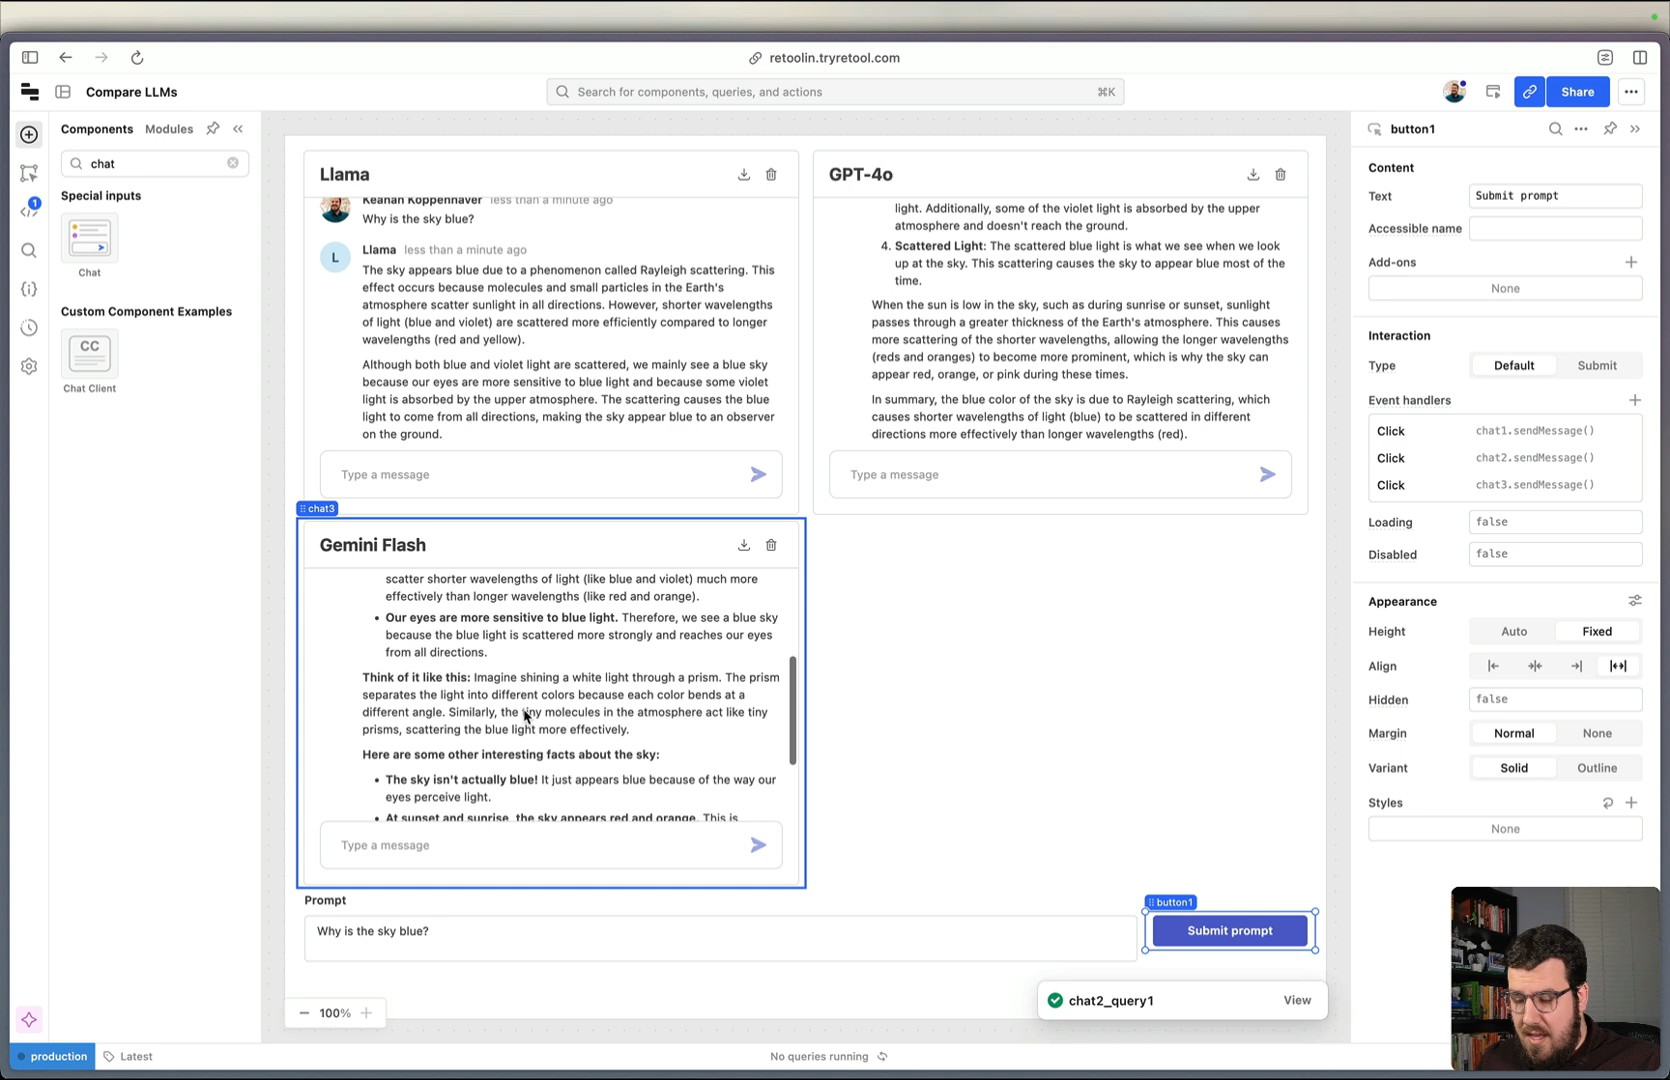 retoolin.tryretool.com
Compare LLMs
Search for components, queries, and actions
⌘K
Share
Components
Modules
chat
1
Special inputs
Chat
Custom Component Examples
CC
Chat Client
Llama
Keanan Koppenhaver less than a minute ago
Why is the sky blue?
L
Llama less than a minute ago
The sky appears blue due to a phenomenon called Rayleigh scattering. This
effect occurs because molecules and small particles in the Earth's
atmosphere scatter sunlight in all directions. However, shorter wavelengths
of light (blue and violet) are scattered more efficiently compared to longer
wavelengths (red and yellow).
Although both blue and violet light are scattered, we mainly see a blue sky
because our eyes are more sensitive to blue light and because some violet
light is absorbed by the upper atmosphere. The scattering causes the blue
light to come from all directions, making the sky appear blue to an observer
on the ground.
Type a message
GPT-4o
light. Additionally, some of the violet light is absorbed by the upper
atmosphere and doesn't reach the ground.
4. Scattered Light: The scattered blue light is what we see when we look
up at the sky. This scattering causes the sky to appear blue most of the
time.
When the sun is low in the sky, such as during sunrise or sunset, sunlight
passes through a greater thickness of the Earth's atmosphere. This causes
more scattering of the shorter wavelengths, allowing the longer wavelengths
(reds and oranges) to become more prominent, which is why the sky can
appear red, orange, or pink during these times.
In summary, the blue color of the sky is due to Rayleigh scattering, which
causes shorter wavelengths of light (blue) to be scattered in different
directions more effectively than longer wavelengths (red).
Type a message
chat3
Gemini Flash
scatter shorter wavelengths of light (like blue and violet) much more
effectively than longer wavelengths (like red and orange).
• Our eyes are more sensitive to blue light. Therefore, we see a blue sky
because the blue light is scattered more strongly and reaches our eyes
from all directions.
Think of it like this: Imagine shining a white light through a prism. The prism
separates the light into different colors because each color bends at a
different angle. Similarly, the tiny molecules in the atmosphere act like tiny
prisms, scattering the blue light more effectively.
Here are some other interesting facts about the sky:
• The sky isn't actually blue! It just appears blue because of the way our
eyes perceive light.
• At sunset and sunrise, the sky appears red and orange. This is
Type a message
Prompt
Why is the sky blue?
button1
Submit prompt
chat2_query1
View
100%
production
Latest
No queries running
button1
Content
Text
Submit prompt
Accessible name
Add-ons
None
Interaction
Type
Default
Submit
Event handlers
Click chat1.sendMessage()
Click chat2.sendMessage()
Click chat3.sendMessage()
Loading
false
Disabled
false
Appearance
Height
Auto
Fixed
Align
Hidden
false
Margin
Normal
None
Variant
Solid
Outline
Styles
None